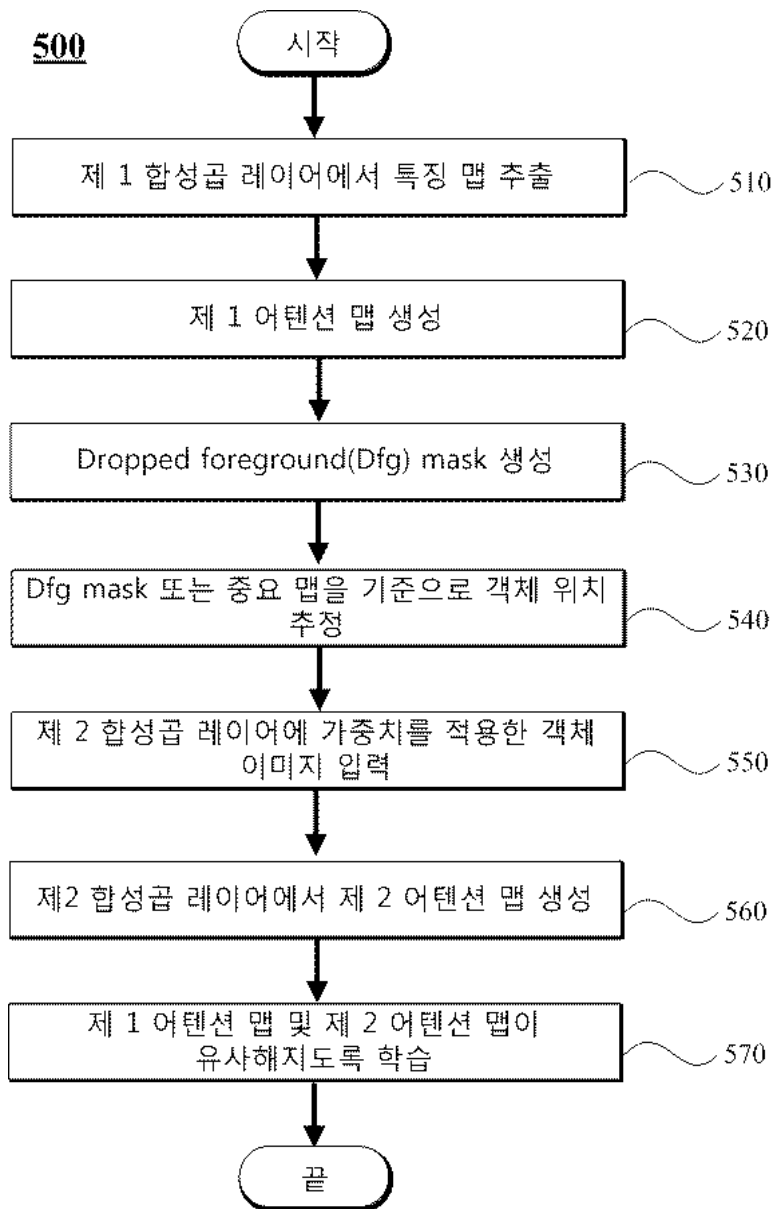 500
시작
제 1 합성곱 레이어에서 특징 맵 추출
510
제 1 어텐션 맵 생성
520
Dropped foreground(Dfg) mask 생성
530
Dfg mask 또는 중요 맵을 기준으로 객체 위치
추정
540
제 2 합성곱 레이어에 가중치를 적용한 객체
이미지 입력
550
제2 합성곱 레이어에서 제 2 어텐션 맵 생성
560
제 1 어텐션 맵 및 제 2 어텐션 맵이
유사해지도록 학습
570
끝